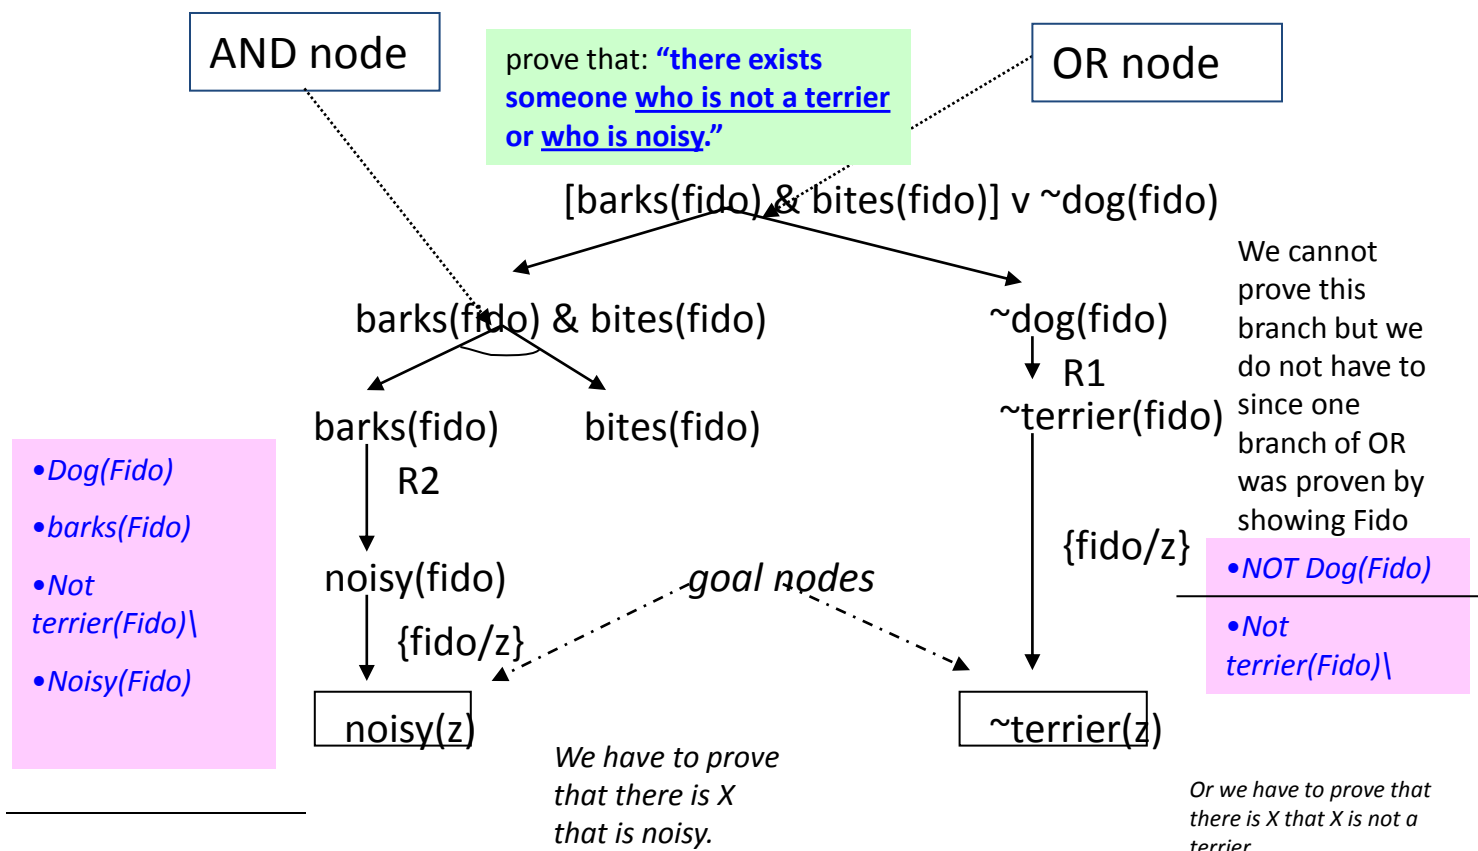 AND node
prove that: “there exists
someone who is not a terrier
or who is noisy.”
OR node
[barks(fido) & bites(fido)] v ~dog(fido)
barks(fido) & bites(fido)
~dog(fido)
R1
~terrier(fido)
We cannot
prove this
branch but we
do not have to
since one
branch of OR
was proven by
showing Fido
barks(fido)
bites(fido)
R2
•Dog(Fido)
•barks(Fido)
•Not
terrier(Fido)\
•Noisy(Fido)
noisy(fido)
goal nodes
{fido/z}
{fido/z}
•NOT Dog(Fido)
•Not
terrier(Fido)\
noisy(z)
~terrier(z)
We have to prove
that there is X
that is noisy.
Or we have to prove that
there is X that X is not a
terrier